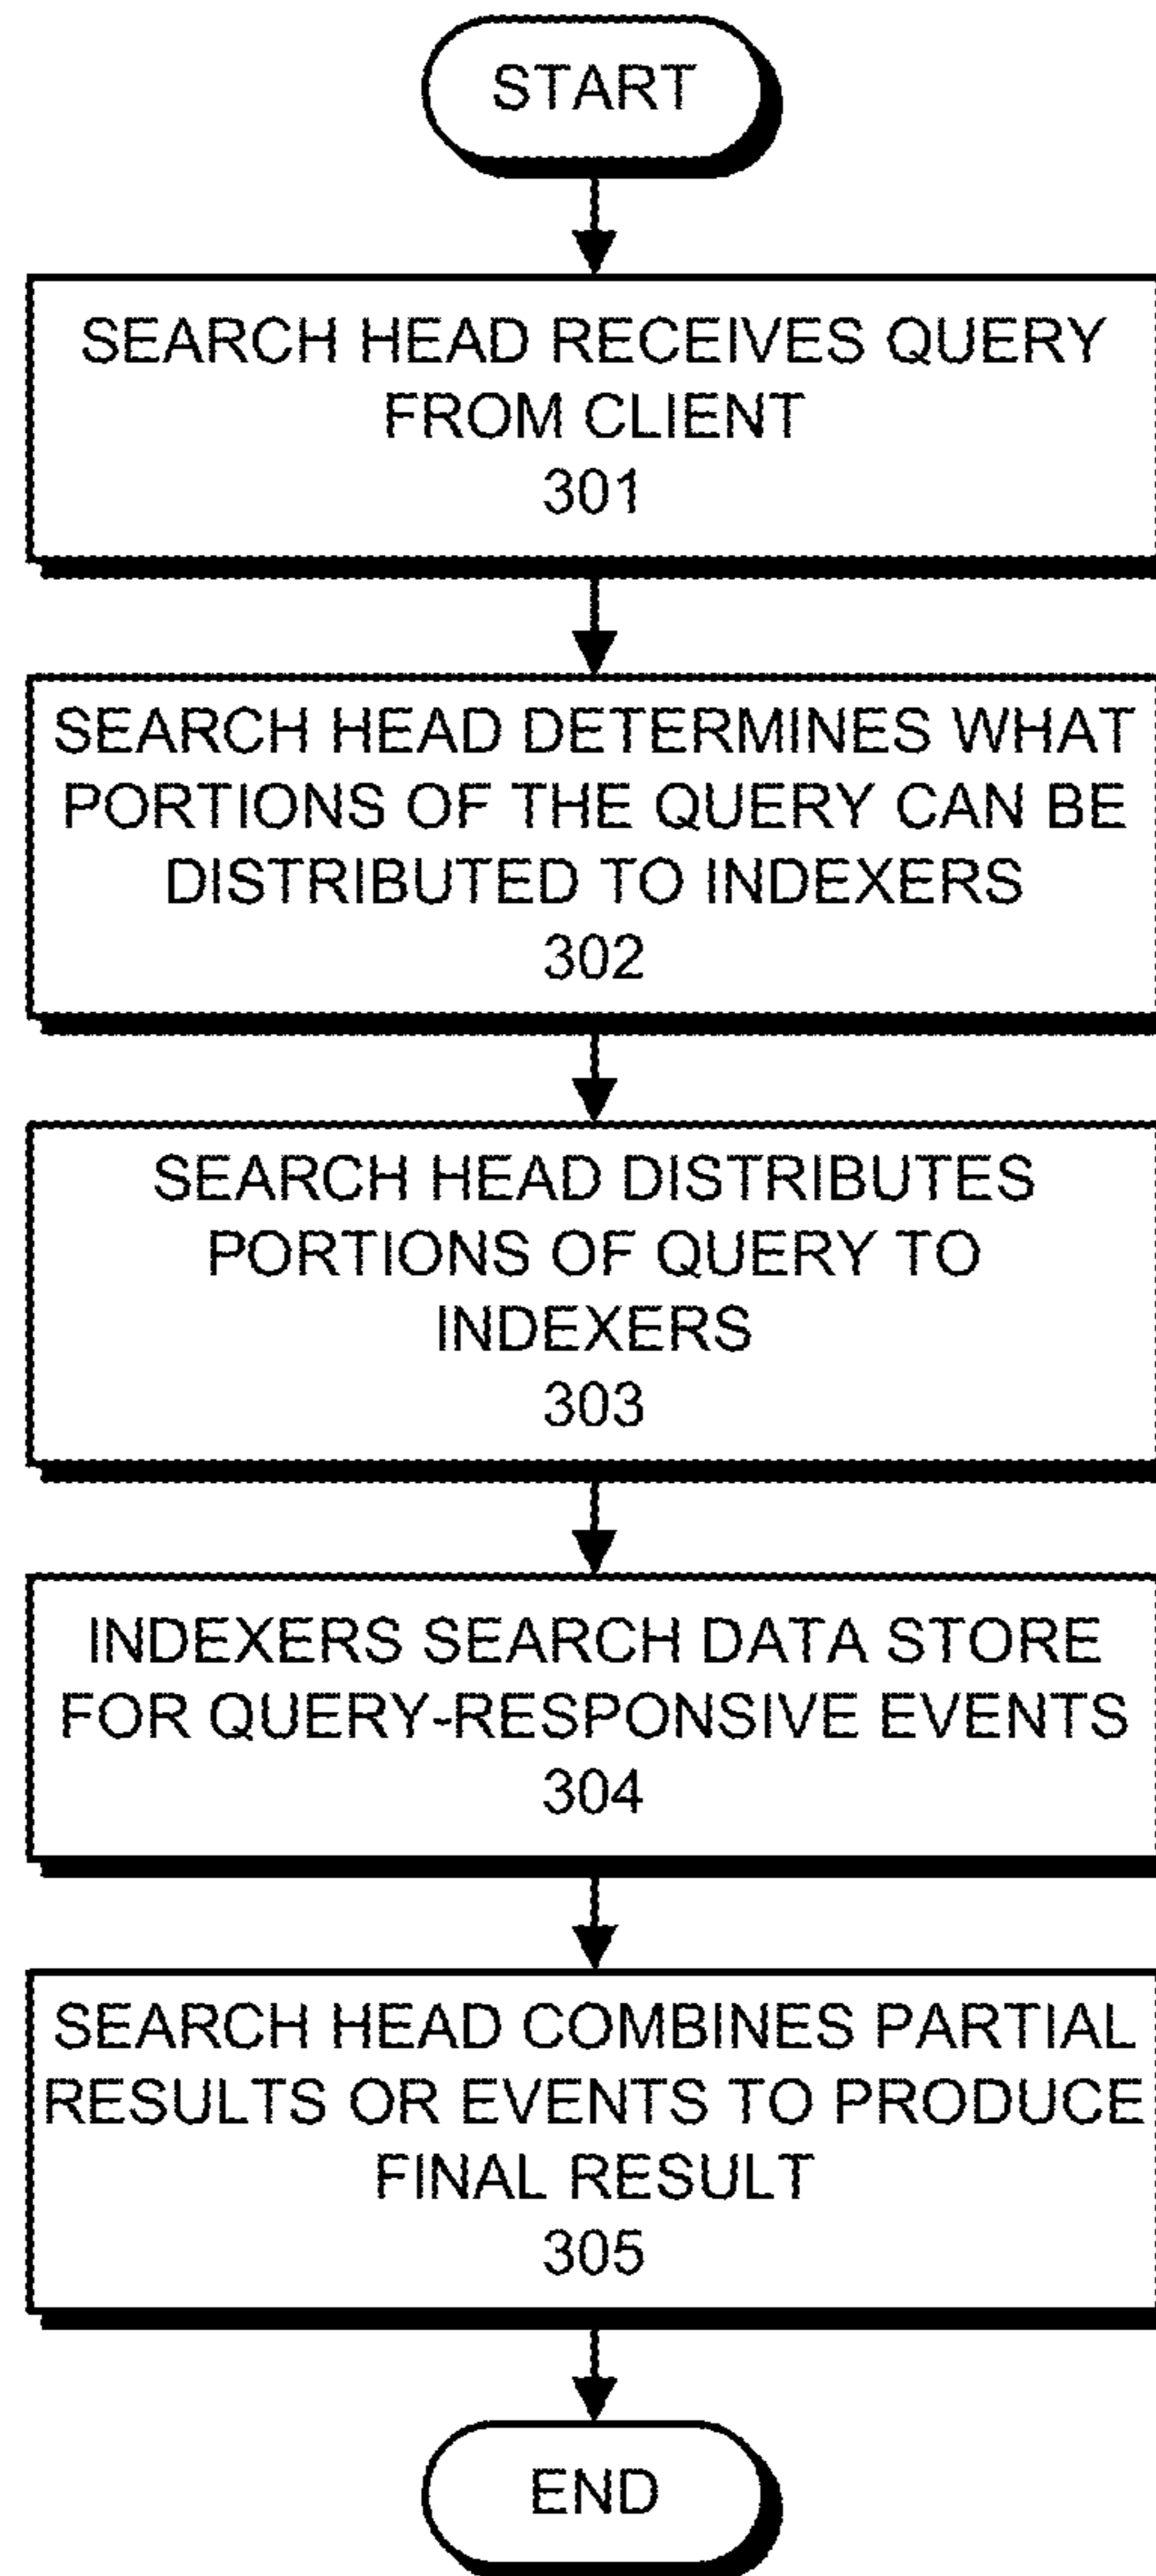 START
SEARCH HEAD RECEIVES QUERY
FROM CLIENT
301
SEARCH HEAD DETERMINES WHAT
PORTIONS OF THE QUERY CAN BE
DISTRIBUTED TO INDEXERS
302
SEARCH HEAD DISTRIBUTES
PORTIONS OF QUERY TO
INDEXERS
303
INDEXERS SEARCH DATA STORE
FOR QUERY-RESPONSIVE EVENTS
304
SEARCH HEAD COMBINES PARTIAL
RESULTS OR EVENTS TO PRODUCE
FINAL RESULT
305
END